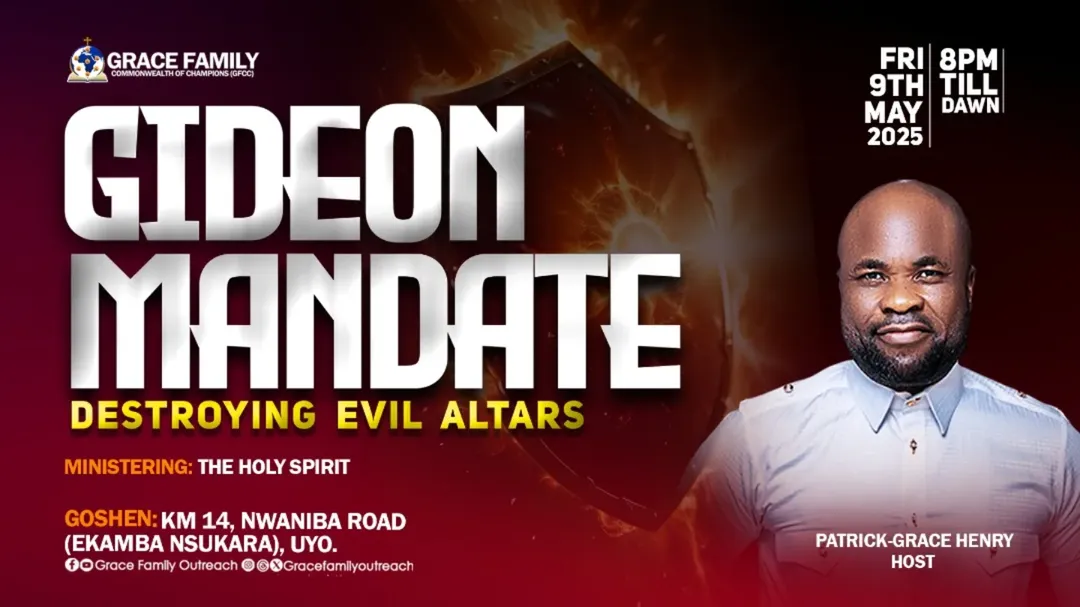 GRACE FAMILY
COMMONWEALTH OF CHAMPIONS (GFCC)
FRI
9TH
MAY
2025
8PM
TILL
DAWN
GIDEON
MANDATE
DESTROYING EVIL ALTARS
MINISTERING: THE HOLY SPIRIT
GOSHEN: KM 14, NWANIBA ROAD
(EKAMBA NSUKARA), UYO.
Grace Family Outreach Gracefamilyoutreach
PATRICK-GRACE HENRY
HOST